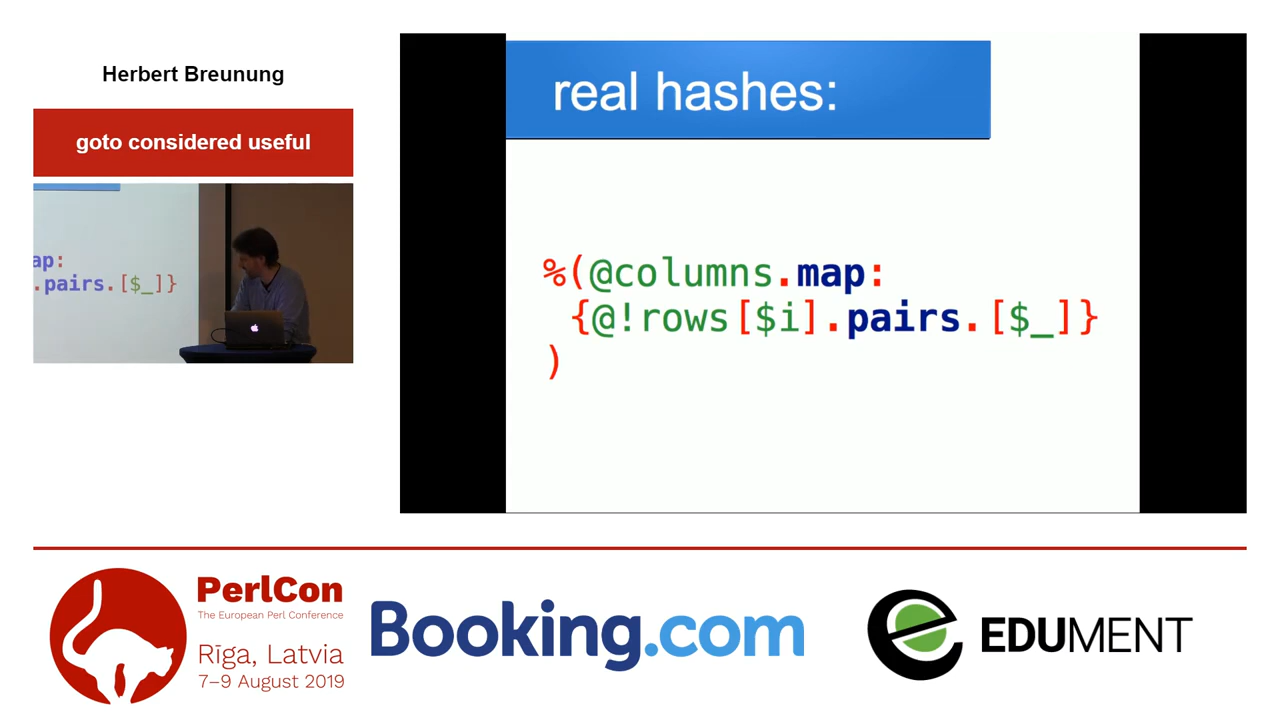 Herbert Breunung
goto considered useful
ap:
.pairs.[$_]}
real hashes:
%(@columns.map:
{@!rows[$i].pairs.[$_]}
)
PerlCon
The European Perl Conference
Rīga, Latvia
7–9 August 2019
Booking.com
EDUMENT